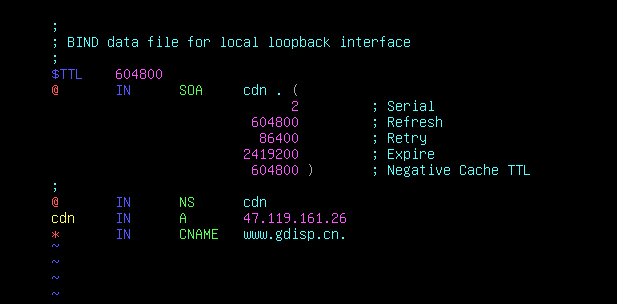 ;
; BIND data file for local loopback interface
;
$TTL 604800
@ IN SOA cdn . (
2 ; Serial
604800 ; Refresh
86400 ; Retry
2419200 ; Expire
604800 ) ; Negative Cache TTL
;
@ IN NS cdn
cdn IN A 47.119.161.26
* IN CNAME www.gdisp.cn.
~
~
~
~